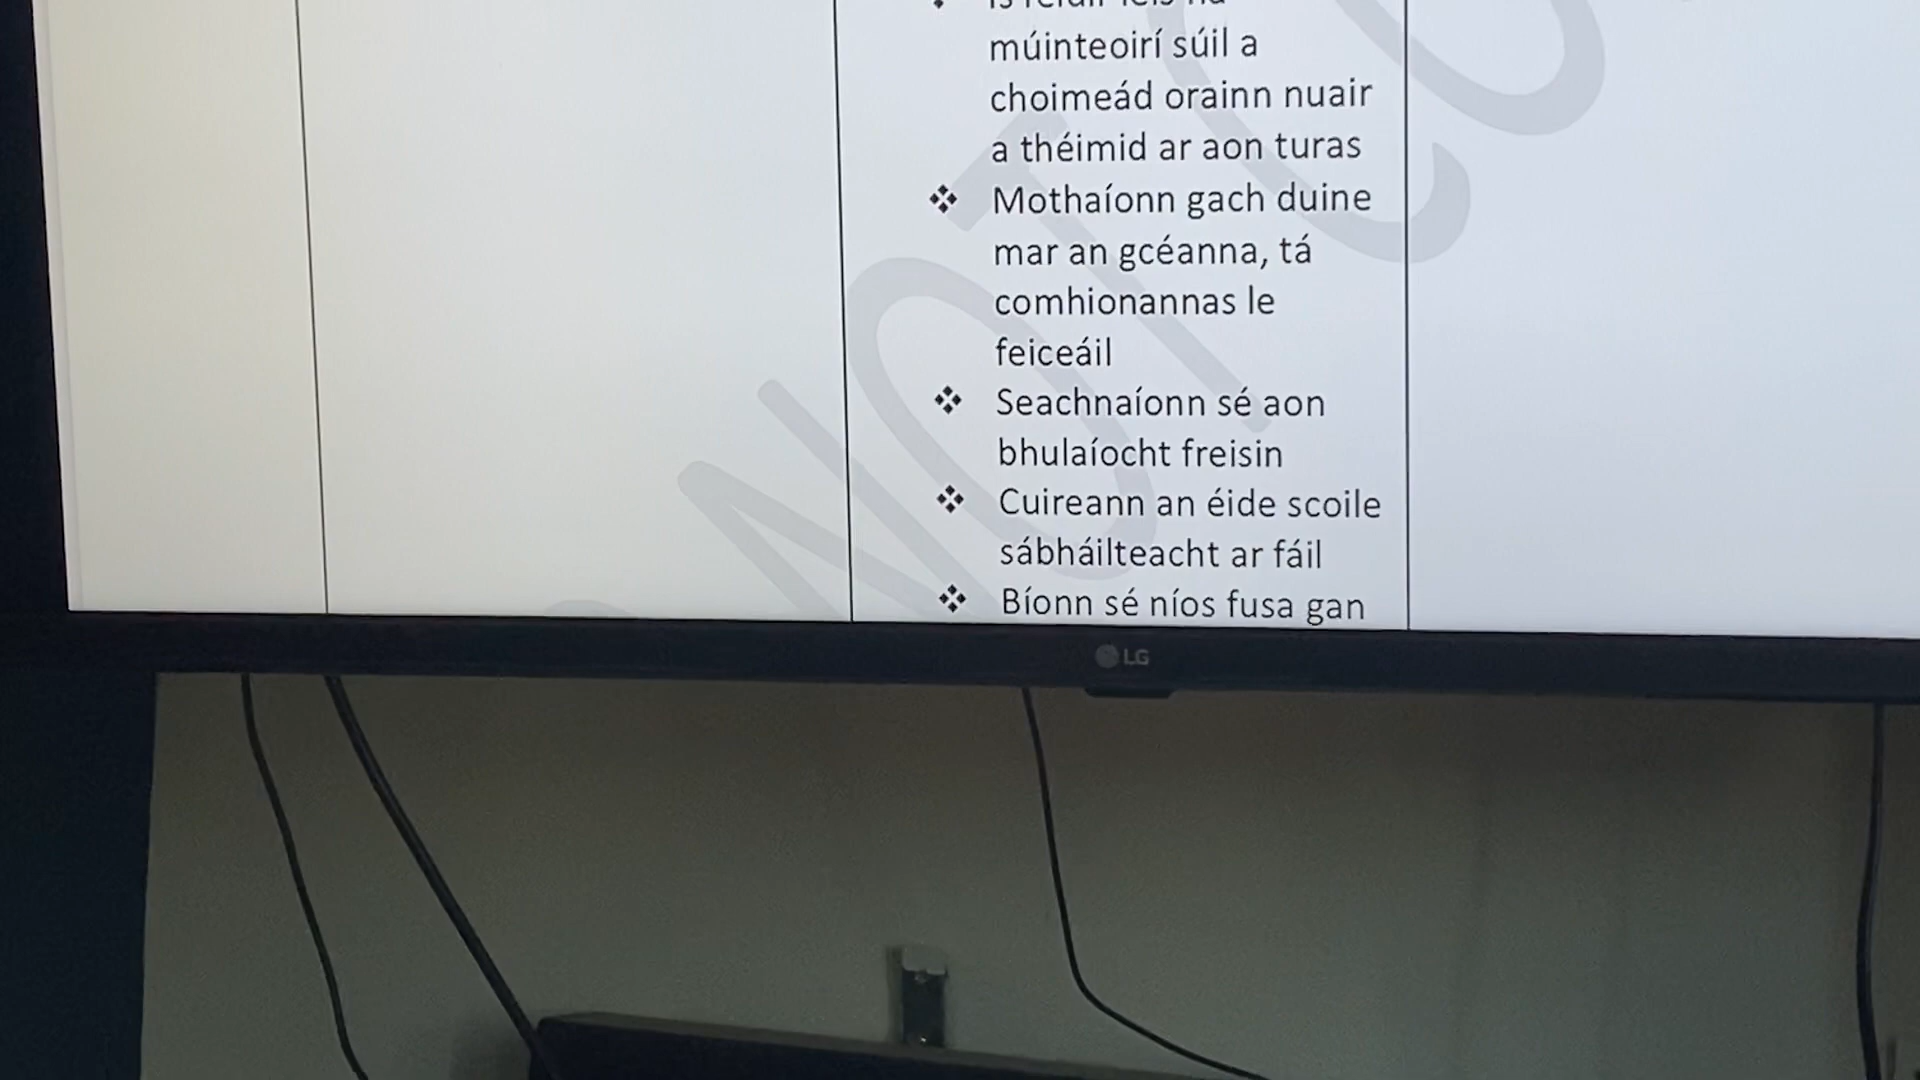 múinteoirí súil a
choimeád orainn nuair
a théimid ar aon turas
❖ Mothaíonn gach duine
mar an gcéanna, tá
comhionannas le
feiceáil
❖ Seachnaíonn sé aon
bhulaíocht freisin
❖ Cuireann an éide scoile
sábháilteacht ar fáil
❖ Bíonn sé níos fusa gan
NOT
LG